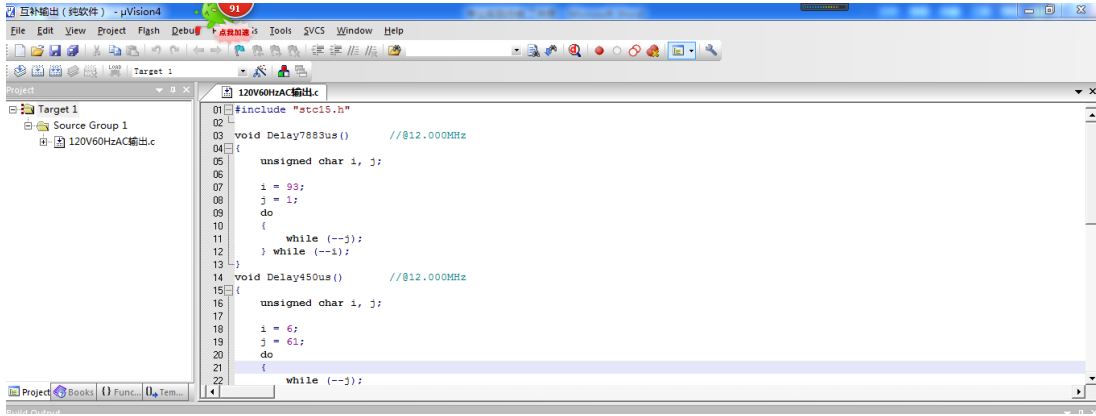 互补输出 ( 纯软件 ) - μVision4
91
点我加速
File Edit View Project Flash Debug Tools SVCS Window Help
Target 1
Project
120V60HzAC输出.c
Target 1
Source Group 1
120V60HzAC输出.c
01 #include "stc15.h"
02
03 void Delay7883us() //@12.000MHz
04 {
05 unsigned char i, j;
06
07 i = 93;
08 j = 1;
09 do
10 {
11 while (--j);
12 } while (--i);
13 }
14 void Delay450us() //@12.000MHz
15 {
16 unsigned char i, j;
17
18 i = 6;
19 j = 61;
20 do
21 {
22 while (--j);
Project Books {} Func... 0 Tem...
Build Output